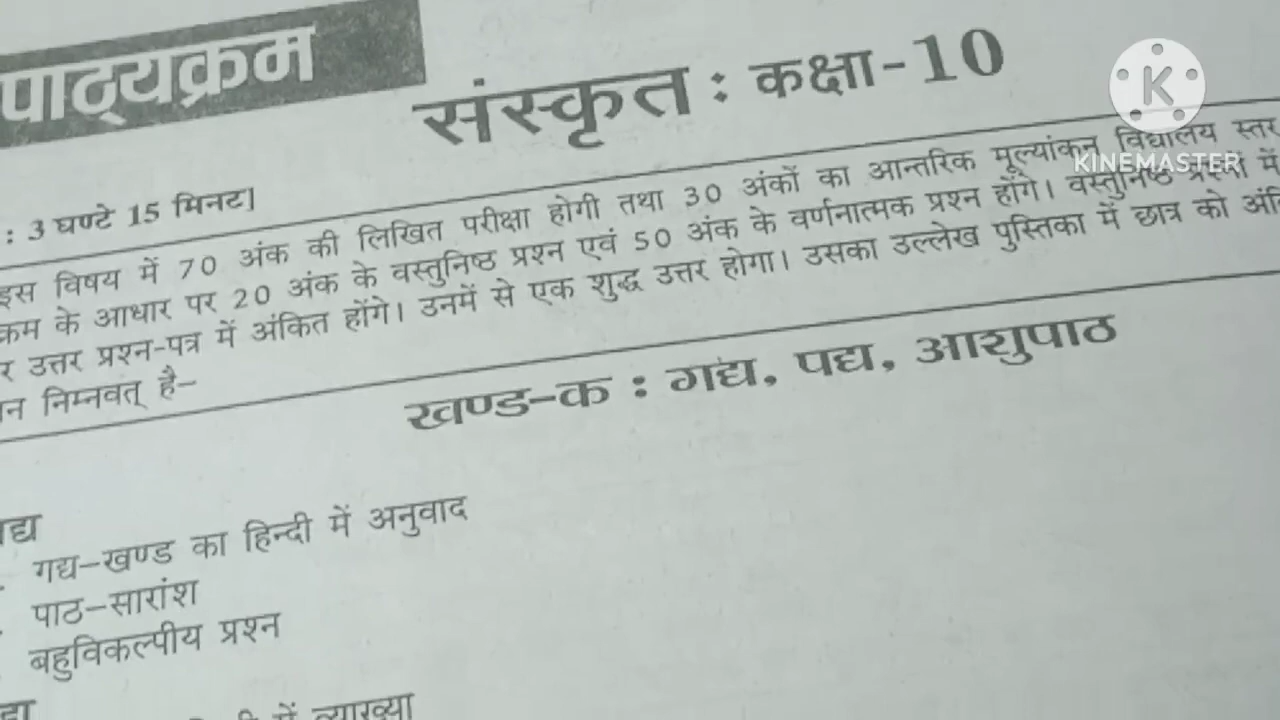 पाठ्यक्रम
संस्कृत : कक्षा-10
K
KINEMASTER
: 3 घण्टे 15 मिनट]
इस विषय में 70 अंक की लिखित परीक्षा होगी तथा 30 अंकों का आन्तरिक मूल्यांकन विद्यालय स्तर
क्रम के आधार पर 20 अंक के वस्तुनिष्ठ प्रश्न एवं 50 अंक के वर्णनात्मक प्रश्न होंगे। वस्तुनिष्ठ प्रश्नों में
र उत्तर प्रश्न-पत्र में अंकित होंगे। उनमें से एक शुद्ध उत्तर होगा। उसका उल्लेख पुस्तिका में छात्र को
निम्नवत् है–
खण्ड-क : गद्य, पद्य, आशुपाठ
गद्य–खण्ड का हिन्दी में अनुवाद
पाठ–सारांश
बहुविकल्पीय प्रश्न
में व्याख्या